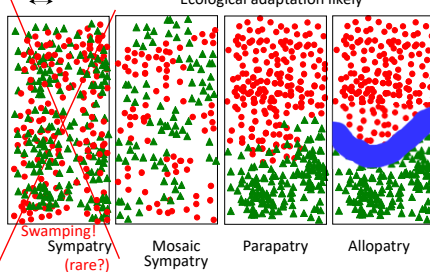 Ecological adaptation likely
Swamping!
Sympatry
(rare?)
Mosaic
Sympatry
Parapatry
Allopatry